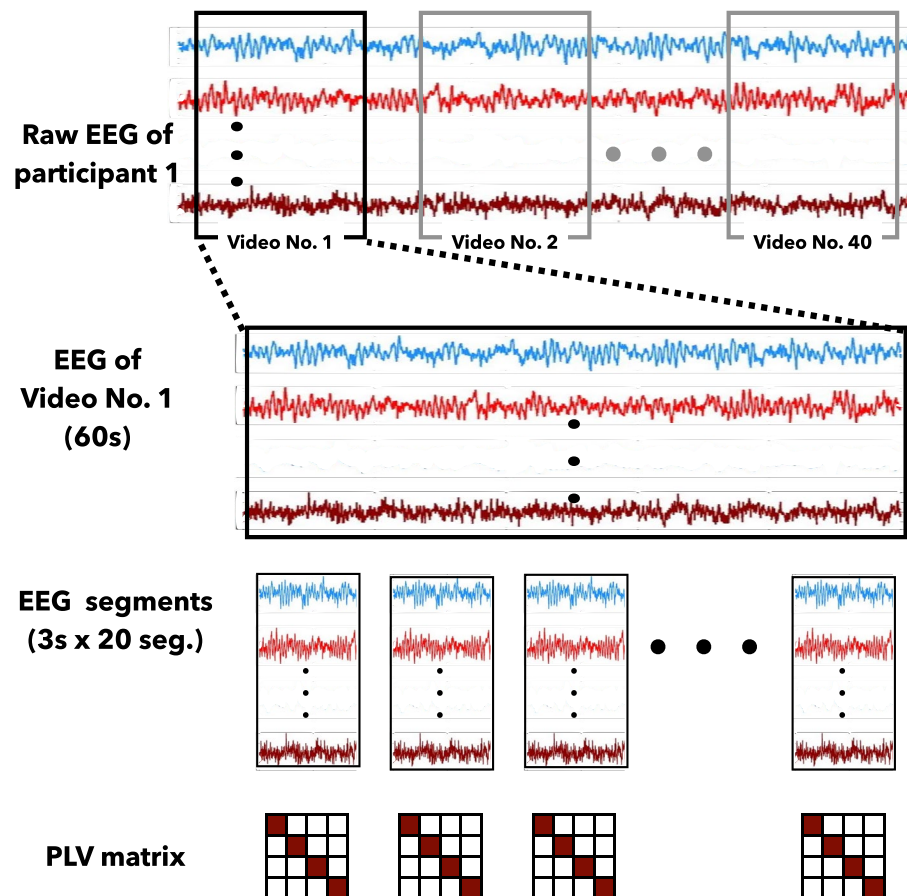 Raw EEG of
participant 1
Video No. 1
Video No. 2
Video No. 40
EEG of
Video No. 1
(60s)
EEG segments
(3s x 20 seg.)
PLV matrix